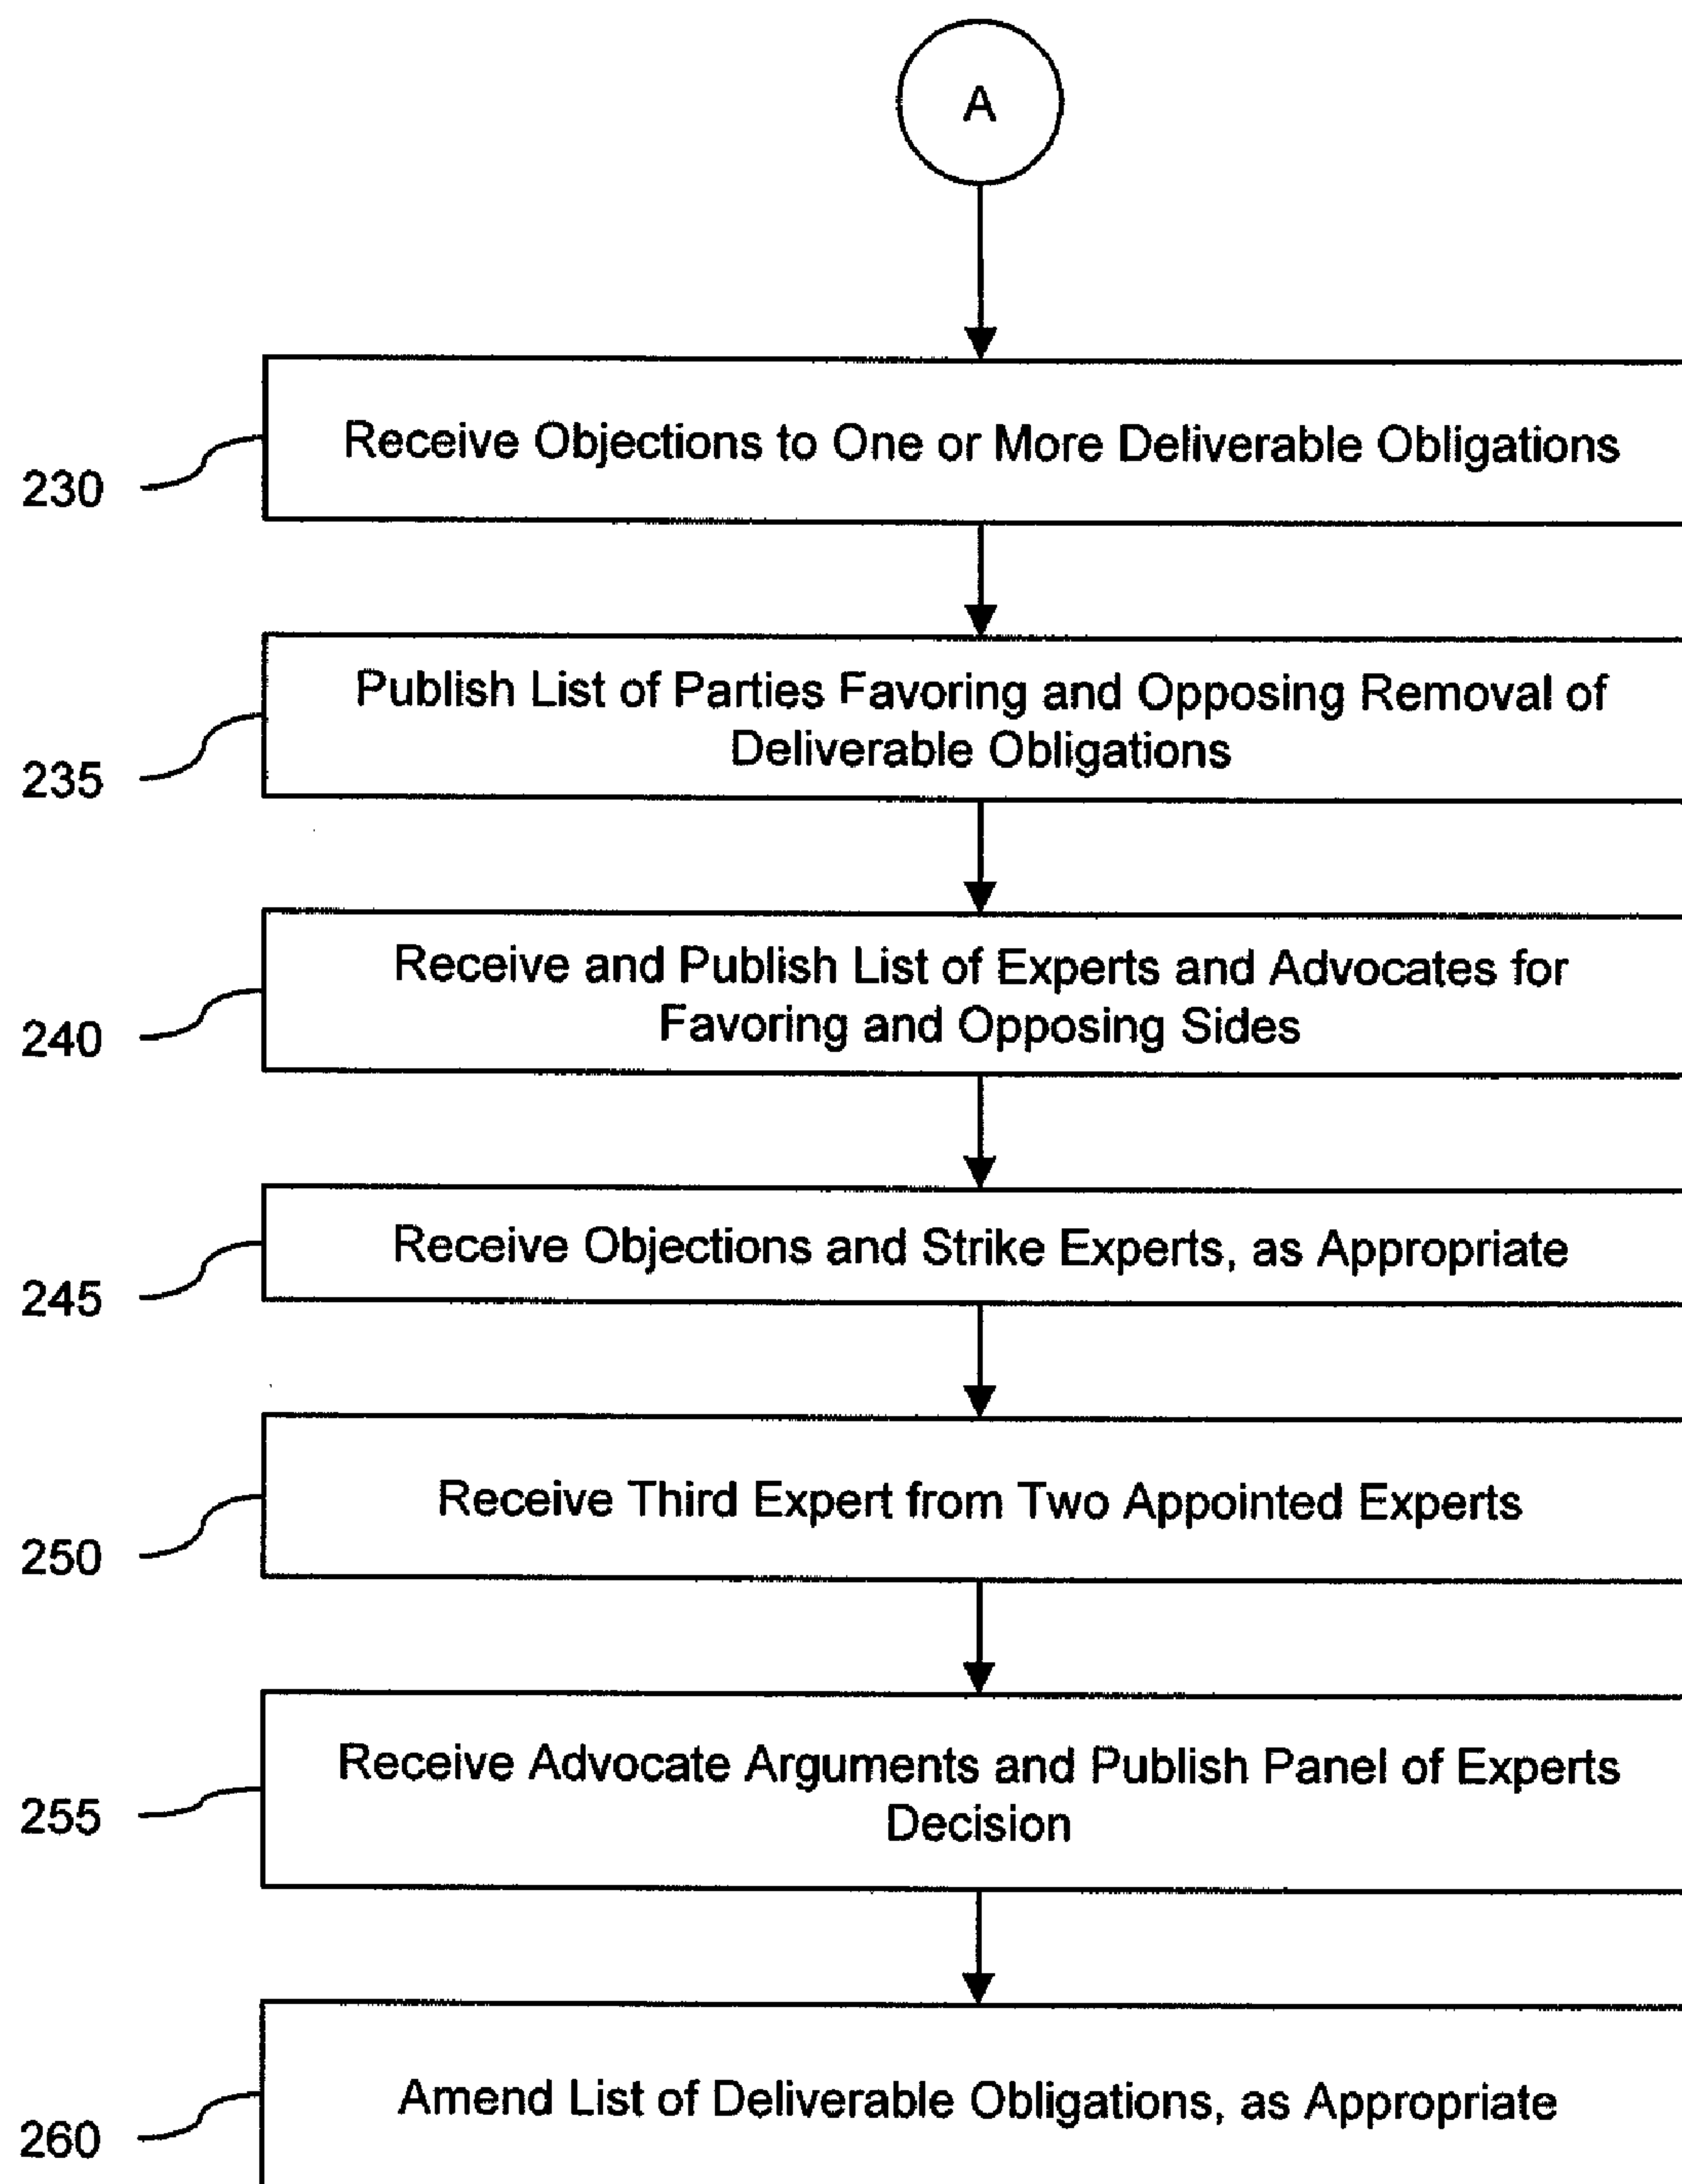 A
Receive Objections to One or More Deliverable Obligations
230
Publish List of Parties Favoring and Opposing Removal of
Deliverable Obligations
235
Receive and Publish List of Experts and Advocates for
Favoring and Opposing Sides
240
Receive Objections and Strike Experts, as Appropriate
245
Receive Third Expert from Two Appointed Experts
250
Receive Advocate Arguments and Publish Panel of Experts
Decision
255
Amend List of Deliverable Obligations, as Appropriate
260